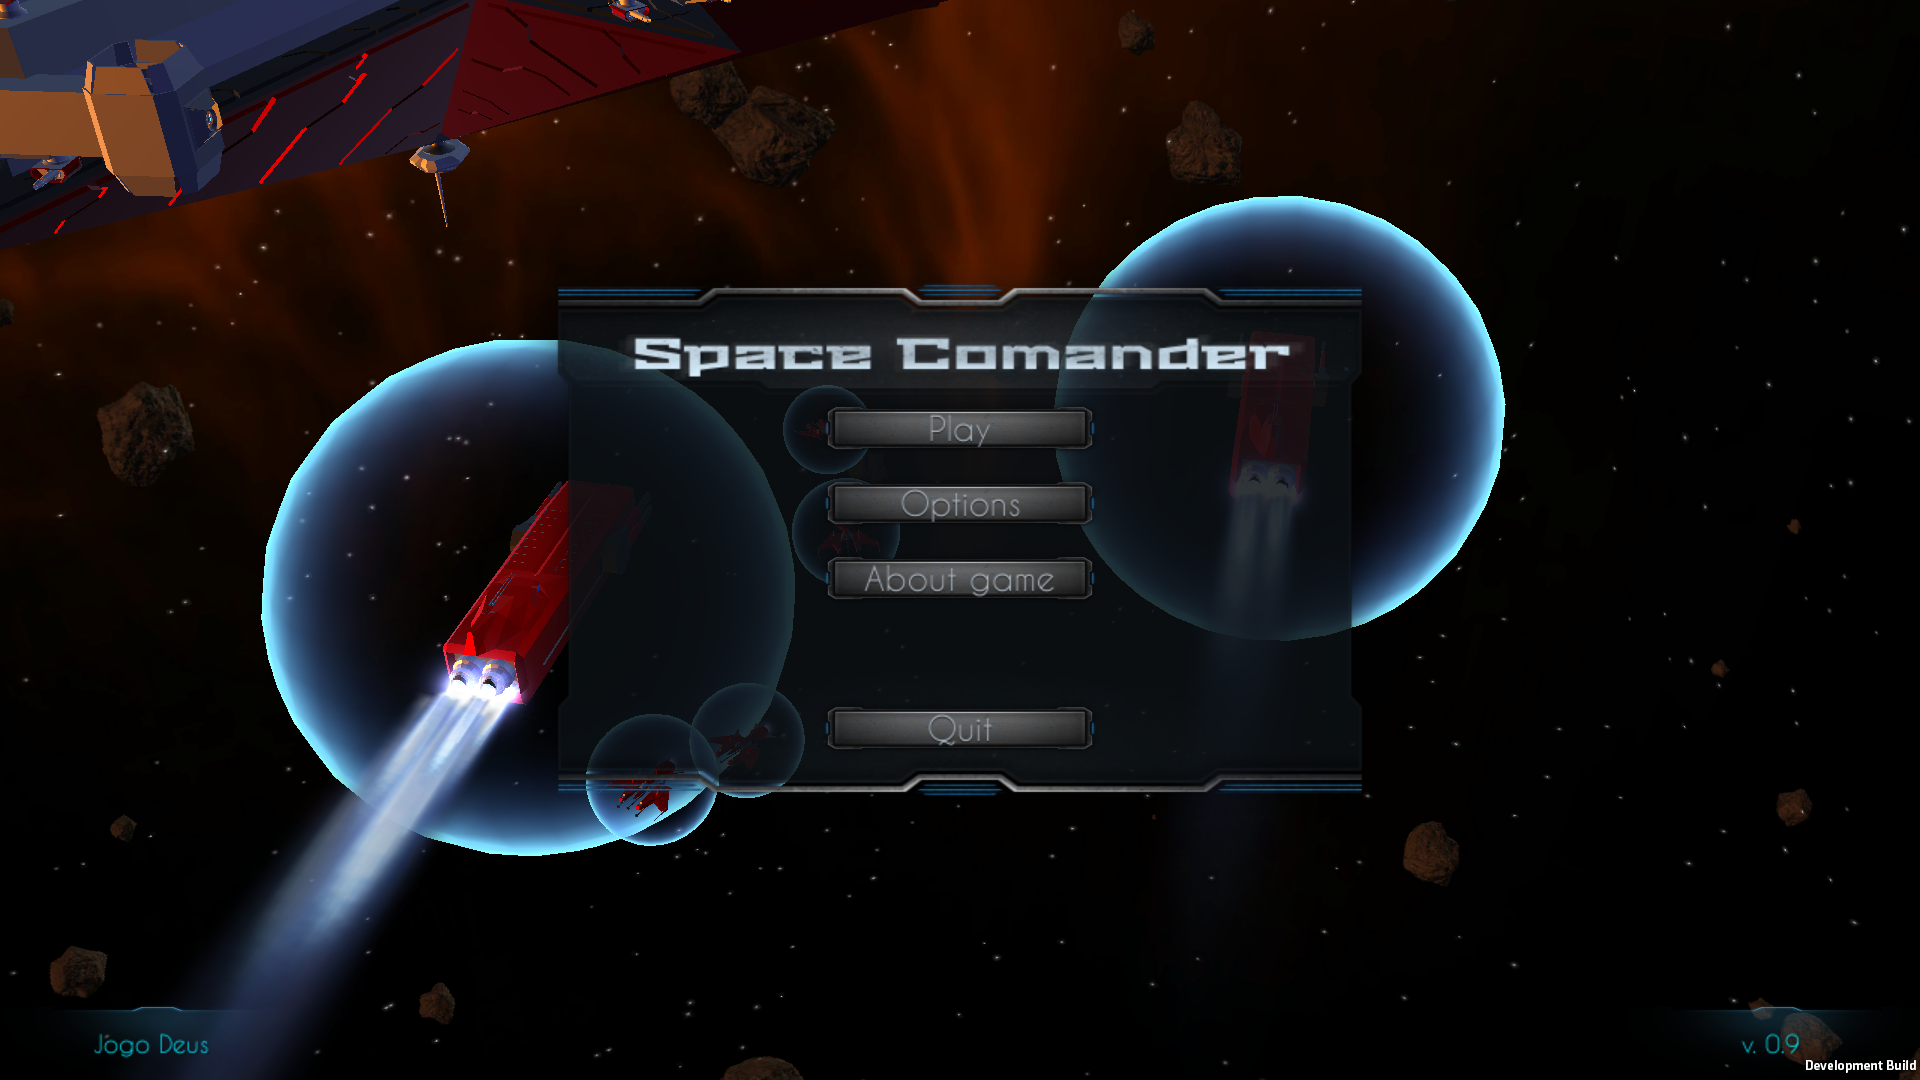 Space Comander
Play
Options
About game
Quit
Jogo Deus
v. 0.9
Development Build